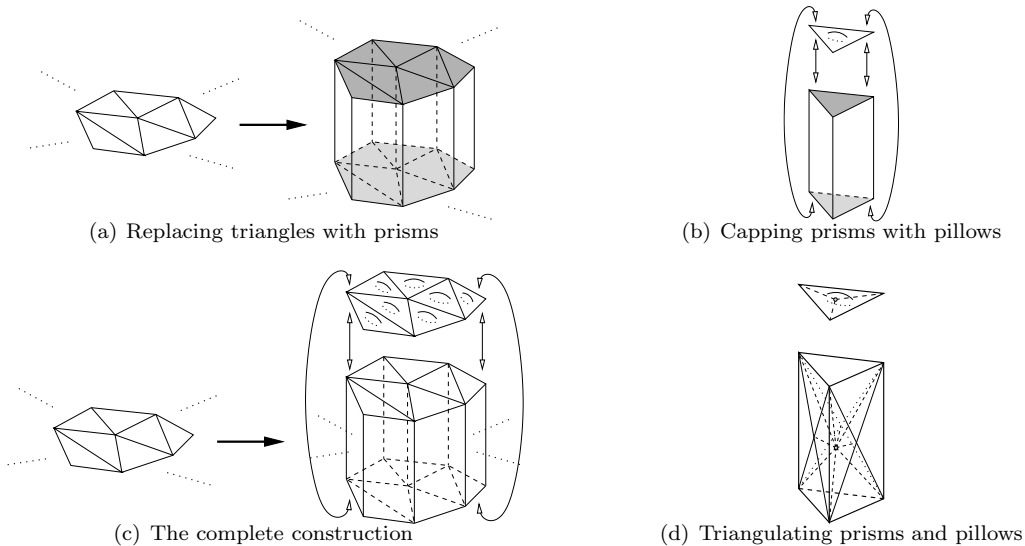 (a) Replacing triangles with prisms
(b) Capping prisms with pillows
(c) The complete construction
(d) Triangulating prisms and pillows